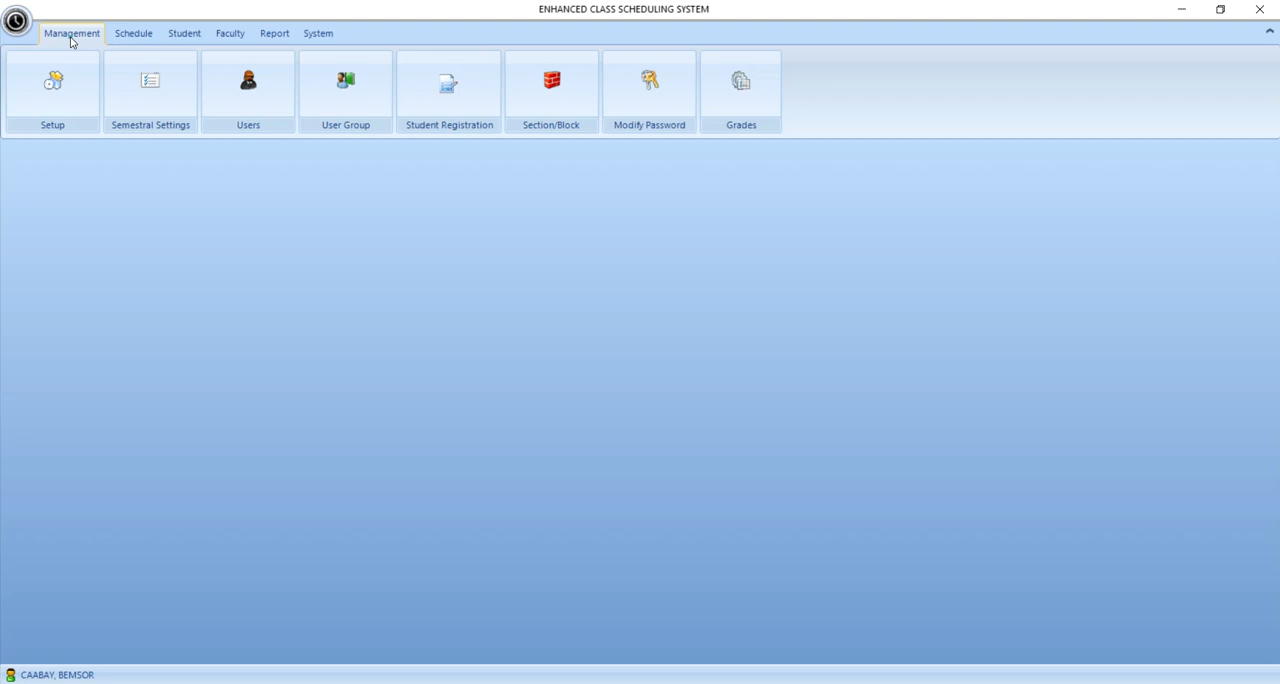 ENHANCED CLASS SCHEDULING SYSTEM
Management Schedule Student Faculty Report System
Setup Semestral Settings Users User Group Student Registration Section/Block Modify Password Grades
CAABAY, BEMSOR